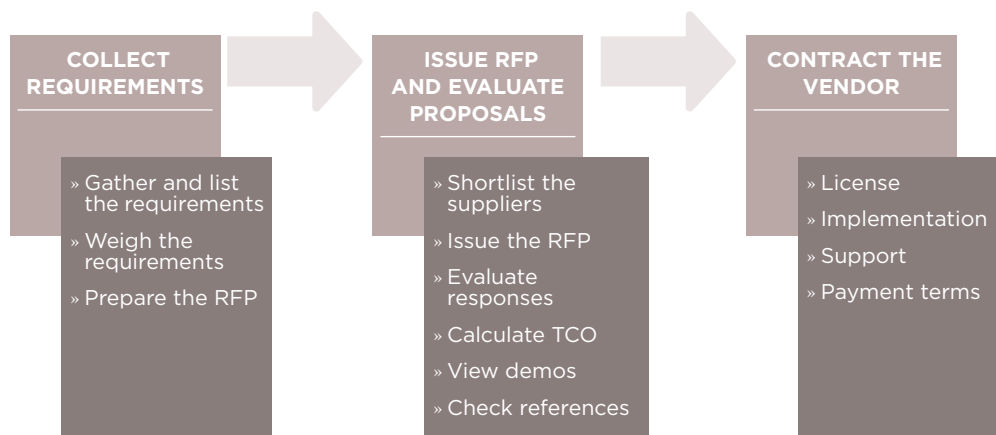 COLLECT
REQUIREMENTS
» Gather and list
the requirements
» Weigh the
requirements
» Prepare the RFP
ISSUE RFP
AND EVALUATE
PROPOSALS
» Shortlist the
suppliers
» Issue the RFP
» Evaluate
responses
» Calculate TCO
» View demos
» Check references
CONTRACT THE
VENDOR
» License
» Implementation
» Support
» Payment terms